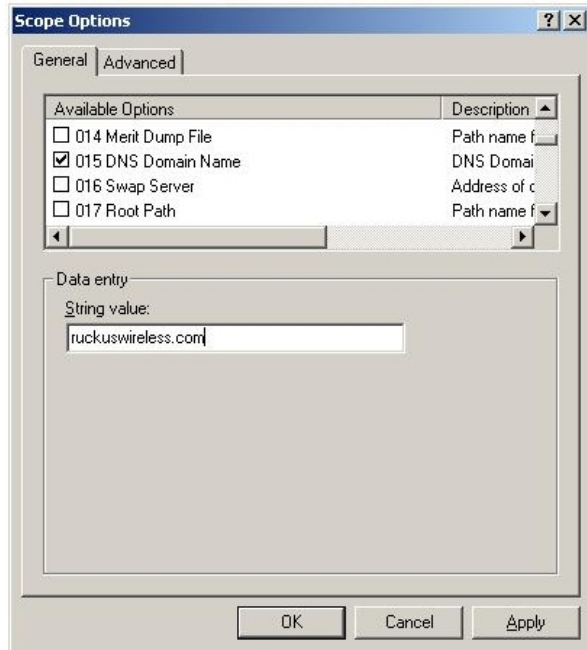 Scope Options
General Advanced
Available Options Description
014 Merit Dump File Path name f
015 DNS Domain Name DNS Domai
016 Swap Server Address of c
017 Root Path Path name f
Data entry
String value:
ruckuswireless.com
OK Cancel Apply